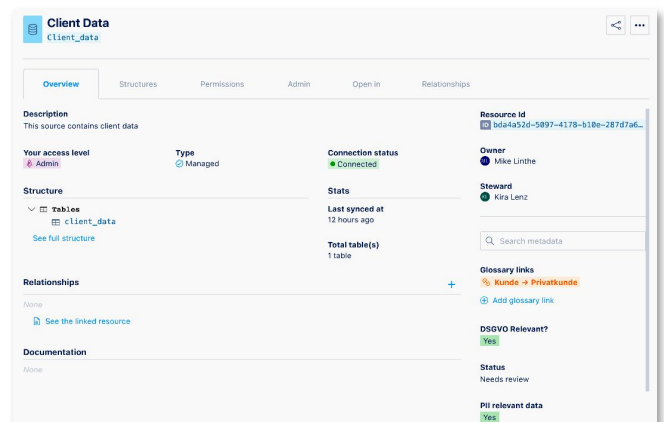 Client Data
Client_data
Overview
Structures
Permissions
Admin
Open in
Relationships
Description
This source contains client data
Your access level
Admin
Type
Managed
Connection status
Connected
Structure
Tables
client_data
See full structure
Stats
Last synced at
12 hours ago
Total table(s)
1 table
Relationships
None
See the linked resource
Documentation
None
Resource Id
ID bda4a52d-5097-4178-b10e-287d7a6…
Owner
Mike Linthe
Steward
Kira Lenz
Search metadata
Glossary links
Kunde → Privatkunde
Add glossary link
DSGVO Relevant?
Yes
Status
Needs review
PII relevant data
Yes